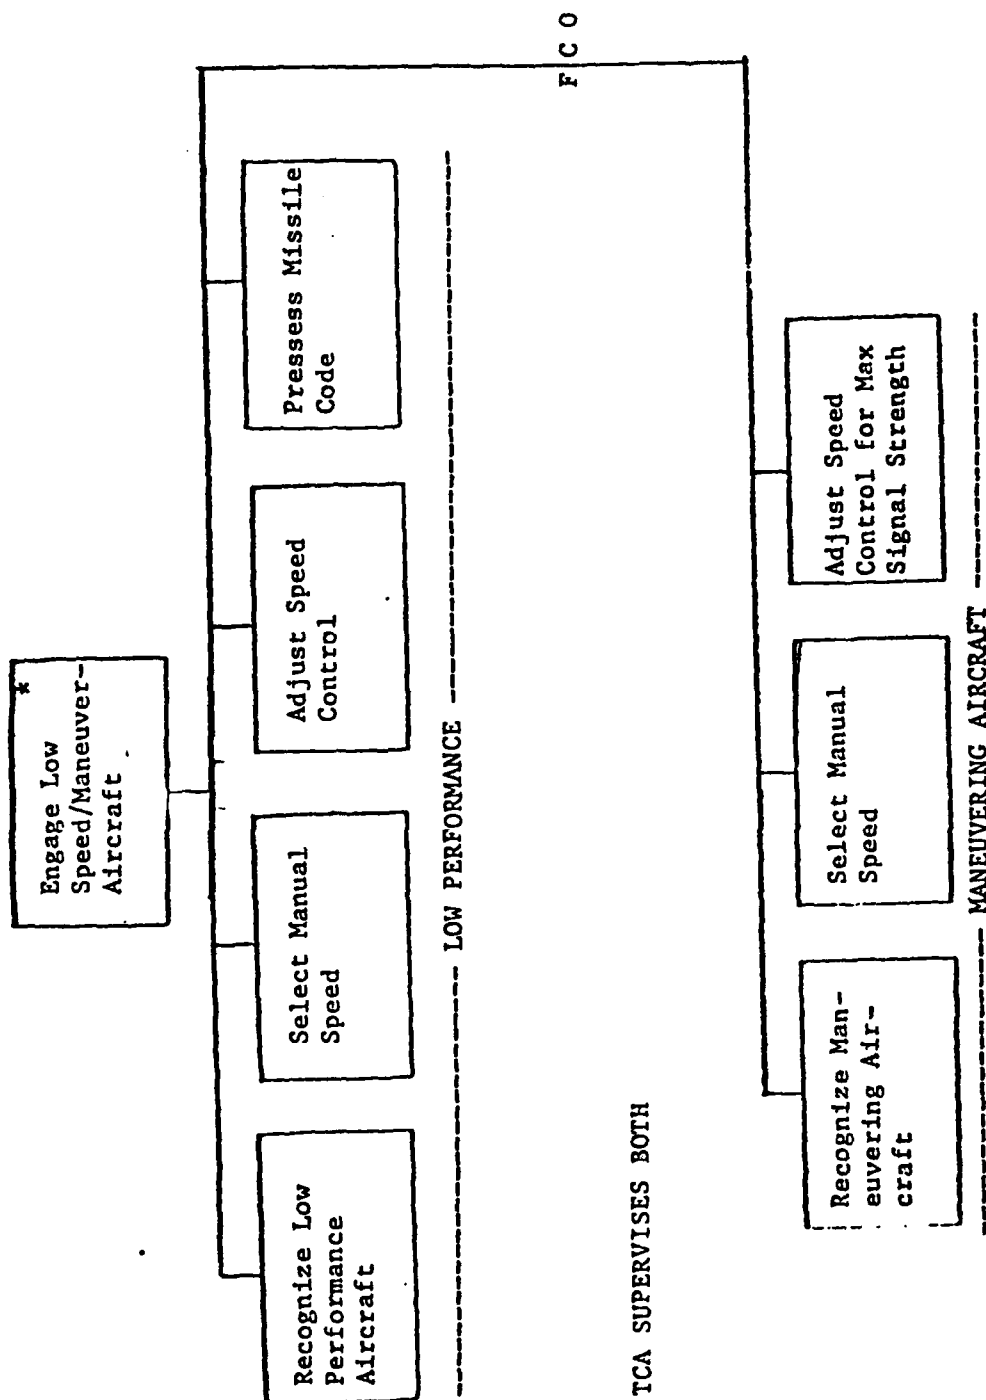 Engage Low *
Speed/Maneuver-
Aircraft
Recognize Low
Performance
Aircraft
Select Manual
Speed
Adjust Speed
Control
Pressess Missile
Code
LOW PERFORMANCE
F C O
TCA SUPERVISES BOTH
Recognize Man-
euvering Air-
craft
Select Manual
Speed
Adjust Speed
Control for Max
Signal Strength
MANEUVERING AIRCRAFT